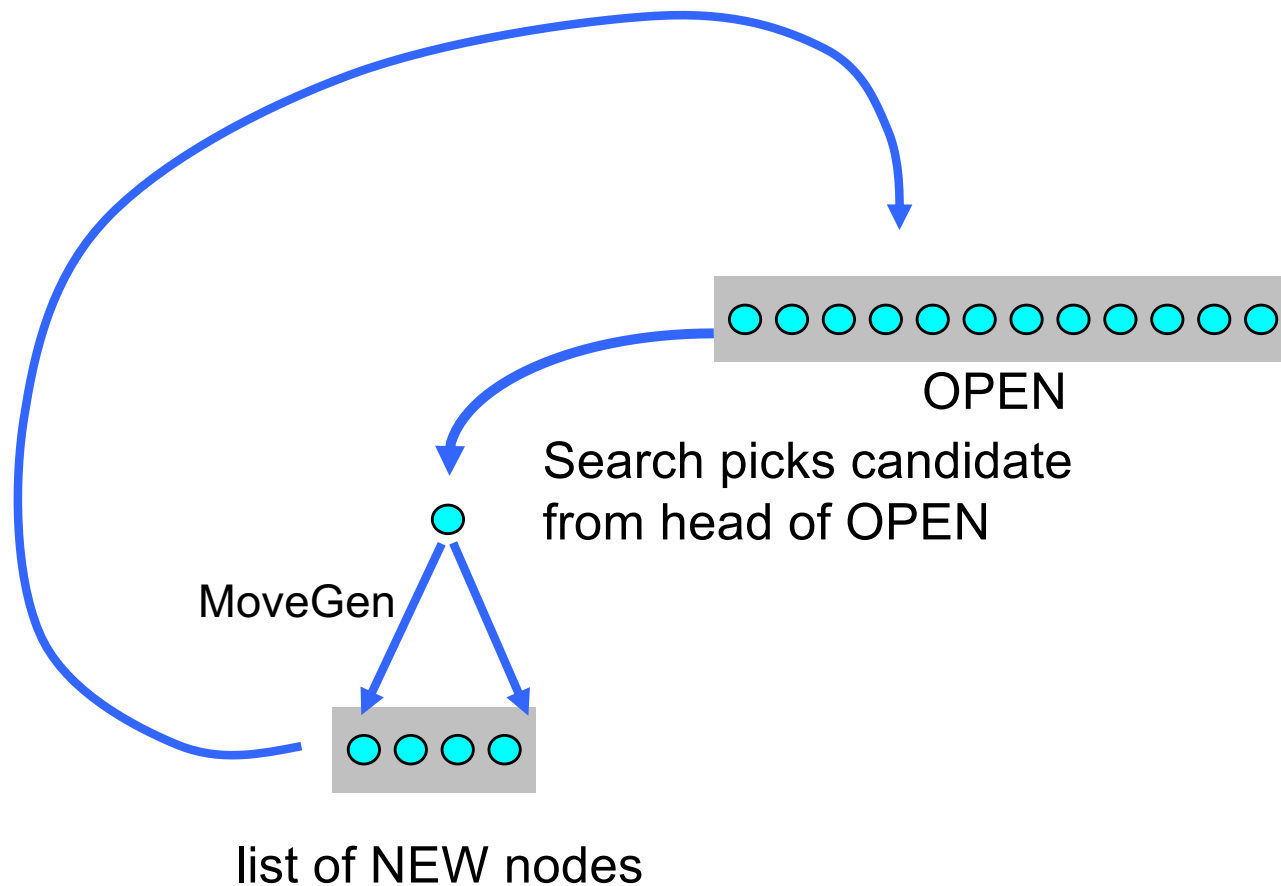 OPEN
Search picks candidate
from head of OPEN
MoveGen
list of NEW nodes